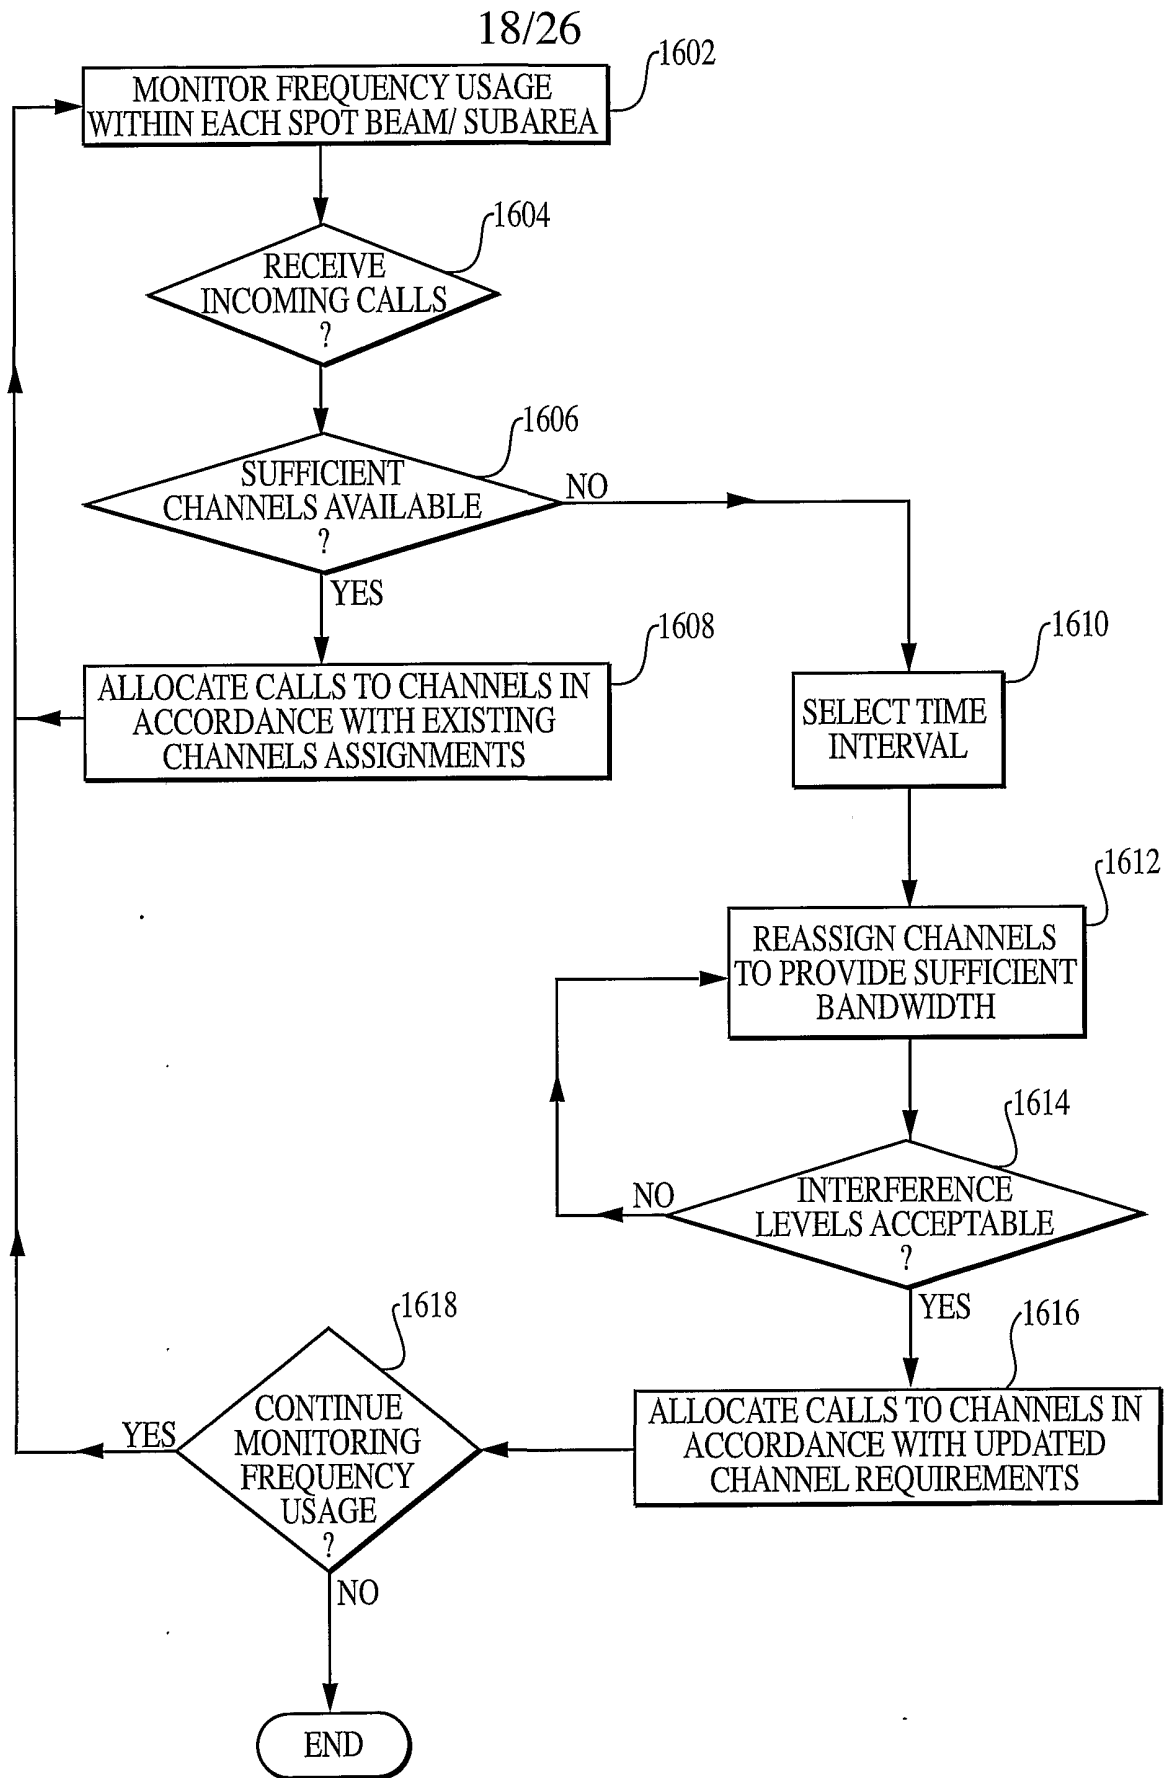 18/26
1602
MONITOR FREQUENCY USAGE
WITHIN EACH SPOT BEAM/ SUBAREA
1604
RECEIVE
INCOMING CALLS
?
1606
SUFFICIENT
CHANNELS AVAILABLE
?
NO
YES
1608
ALLOCATE CALLS TO CHANNELS IN
ACCORDANCE WITH EXISTING
CHANNELS ASSIGNMENTS
1610
SELECT TIME
INTERVAL
1612
REASSIGN CHANNELS
TO PROVIDE SUFFICIENT
BANDWIDTH
1614
INTERFERENCE
LEVELS ACCEPTABLE
?
NO
YES
1616
ALLOCATE CALLS TO CHANNELS IN
ACCORDANCE WITH UPDATED
CHANNEL REQUIREMENTS
1618
CONTINUE
MONITORING
FREQUENCY
USAGE
?
YES
NO
END